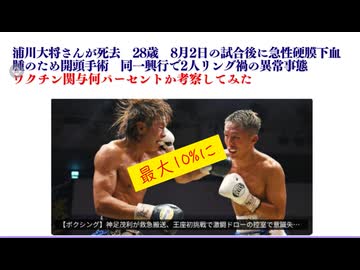 浦川大将さんが死去　28歳　8月2日の試合後に急性硬膜下血
腫のため開頭手術　同一興行で2人リング禍の異常事態
ワクチン関与何パーセントか考察してみた
最大10%に
【ボクシング】神足茂利が救急搬送、王座初挑戦で激闘ドローの控室で意識失…